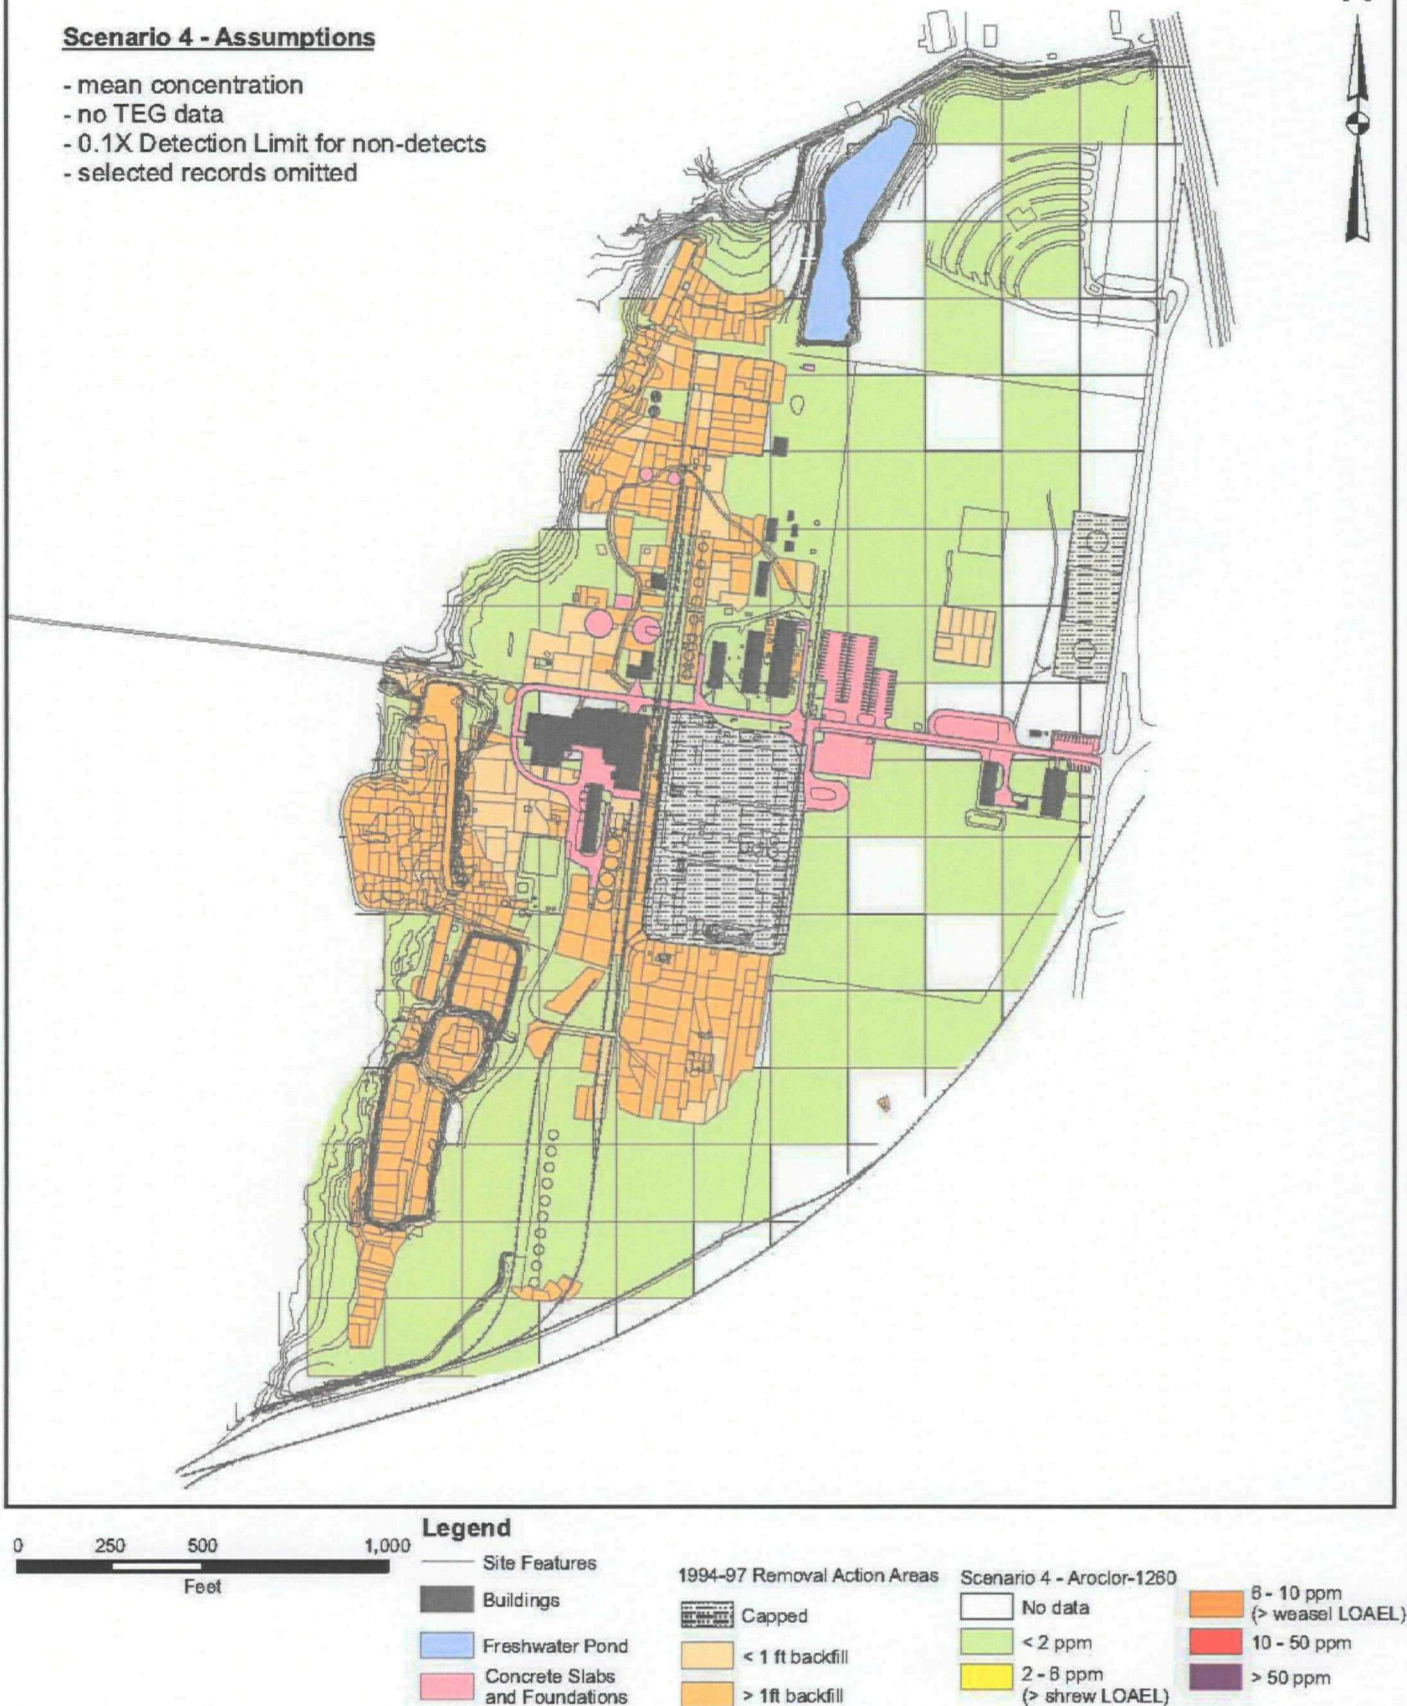 Scenario 4 - Assumptions
- mean concentration
- no TEG data
- 0.1X Detection Limit for non-detects
- selected records omitted
0 250 500 1,000
Feet
Legend
Site Features
Buildings
Freshwater Pond
Concrete Slabs
and Foundations
1994-97 Removal Action Areas
Capped
< 1 ft backfill
> 1ft backfill
Scenario 4 - Aroclor-1260
No data
< 2 ppm
2 - 6 ppm
(> shrew LOAEL)
6 - 10 ppm
(> weasel LOAEL)
10 - 50 ppm
> 50 ppm